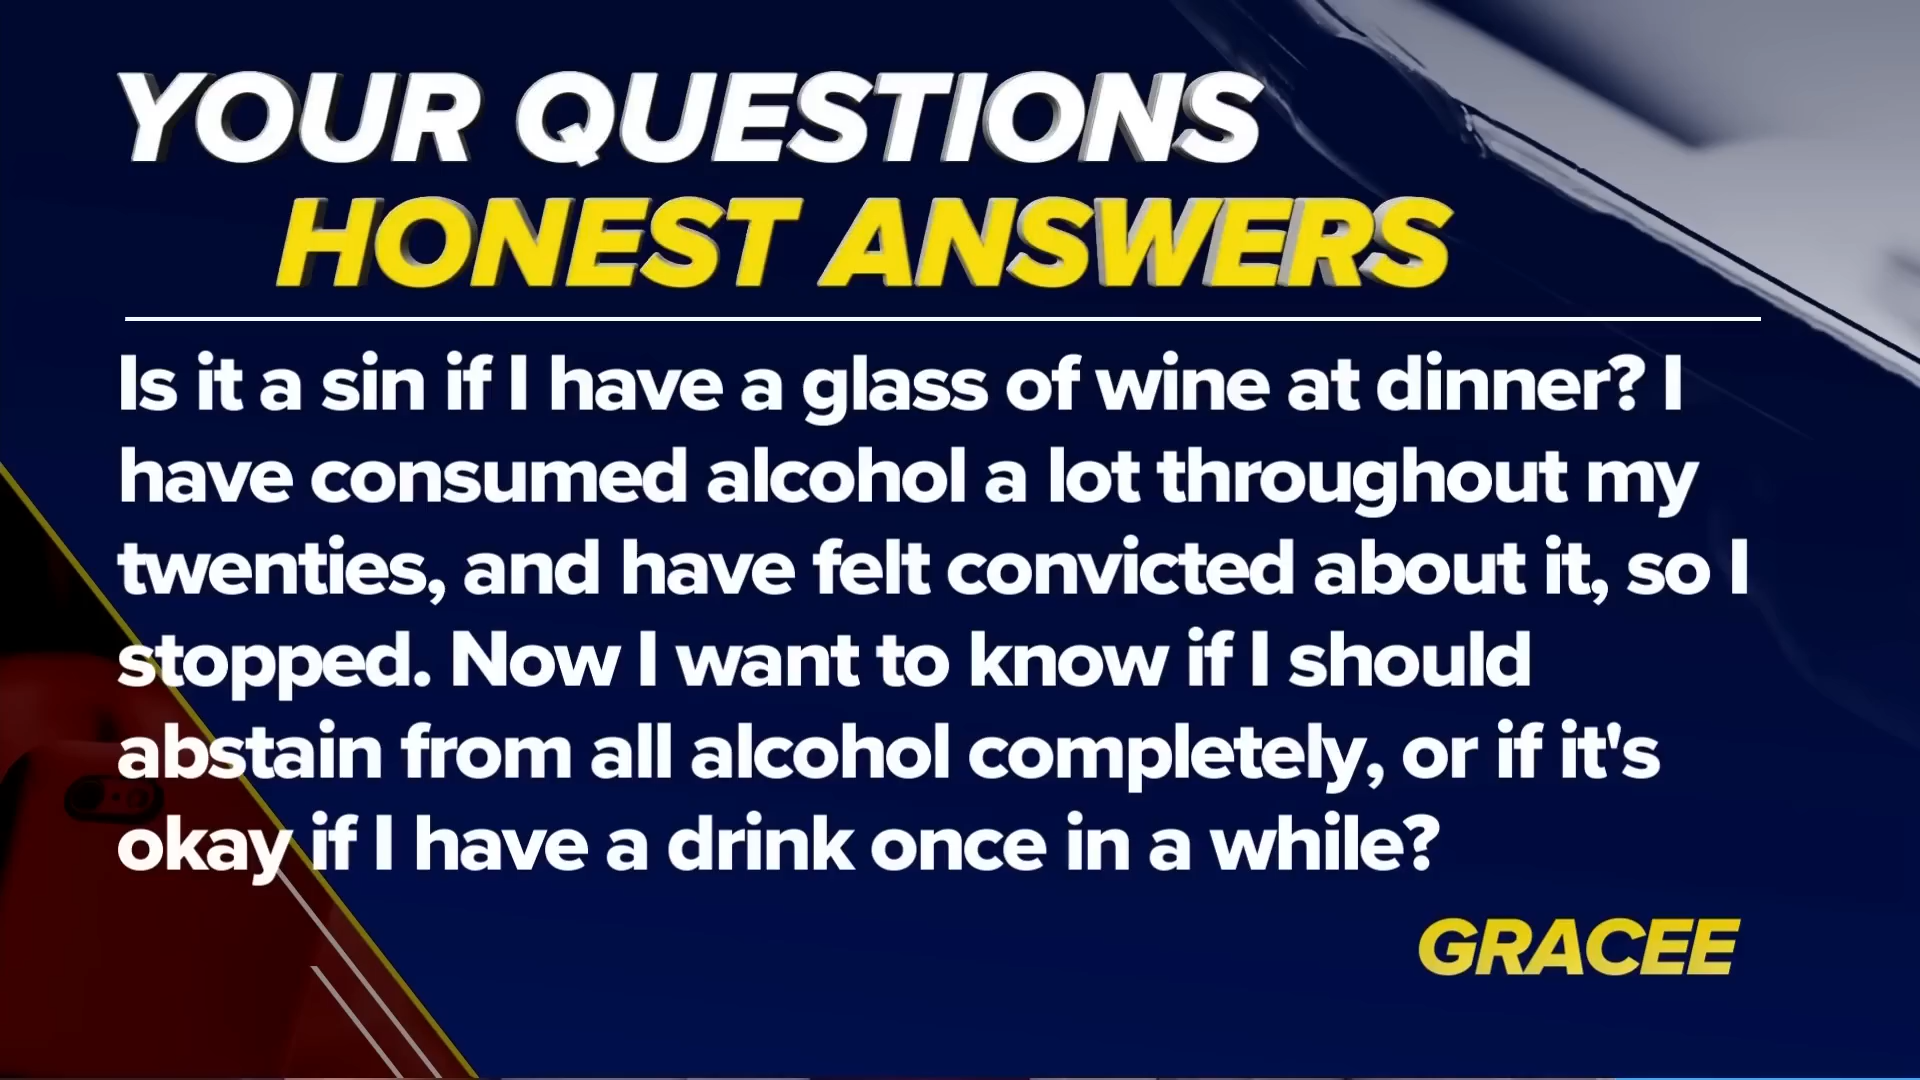 YOUR QUESTIONS
HONEST ANSWERS
Is it a sin if I have a glass of wine at dinner? I
have consumed alcohol a lot throughout my
twenties, and have felt convicted about it, so I
stopped. Now I want to know if I should
abstain from all alcohol completely, or if it's
okay if I have a drink once in a while?
GRACEE